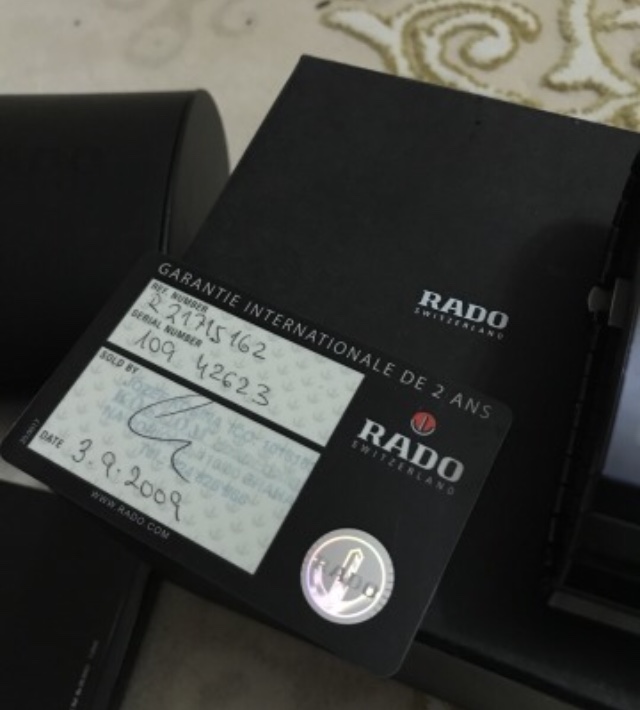 RADO
SWITZERLAND
GARANTIE INTERNATIONALE DE 2 ANS
REF. NUMBER
R 21715162
SERIAL NUMBER
109 42623
SOLD BY
DATE 3.9.2009
WWW.RADO.COM
RADO
SWITZERLAND
RADO